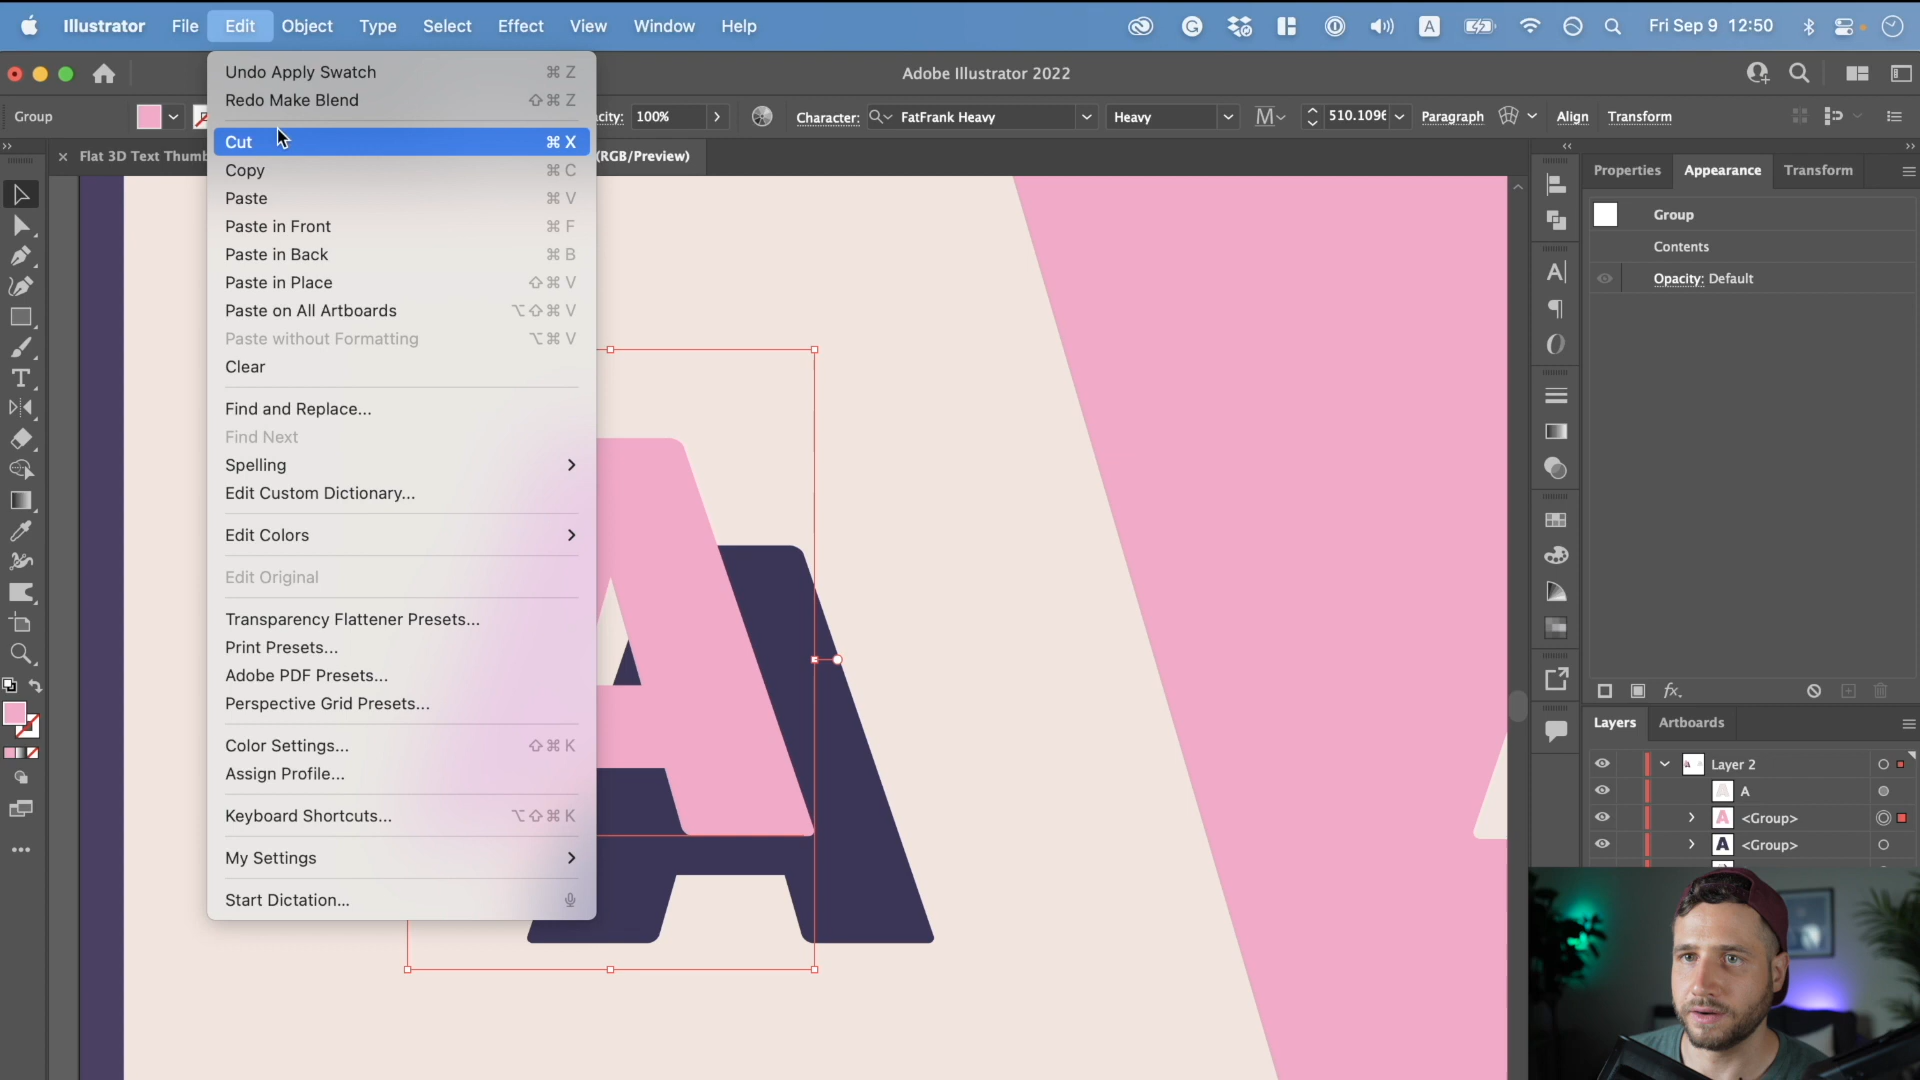 Illustrator File Edit Object Type Select Effect View Window Help A Fri Sep 9 12:50
Adobe Illustrator 2022
Group
acity: 100%
Character: FatFrank Heavy
Heavy
510.1096
Paragraph
Align
Transform
Flat 3D Text Thumb
(RGB/Preview)
Undo Apply Swatch ⌘ Z
Redo Make Blend ⇧ ⌘ Z
Cut ⌘ X
Copy ⌘ C
Paste ⌘ V
Paste in Front ⌘ F
Paste in Back ⌘ B
Paste in Place ⇧ ⌘ V
Paste on All Artboards ⌥ ⇧ ⌘ V
Paste without Formatting ⌥ ⌘ V
Clear
Find and Replace...
Find Next
Spelling
Edit Custom Dictionary...
Edit Colors
Edit Original
Transparency Flattener Presets...
Print Presets...
Adobe PDF Presets...
Perspective Grid Presets...
Color Settings... ⇧ ⌘ K
Assign Profile...
Keyboard Shortcuts... ⌥ ⇧ ⌘ K
My Settings
Start Dictation...
A
A
Properties Appearance Transform
Group
Contents
Opacity: Default
fx.
Layers Artboards
Layer 2
A
A <Group>
A <Group>